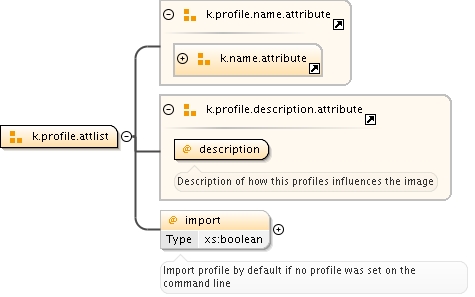 k.profile.name.attribute
k.name.attribute
k.profile.attlist
k.profile.description.attribute
@ description
Description of how this profiles influences the image
@ import
Type xs:boolean
Import profile by default if no profile was set on the
command line